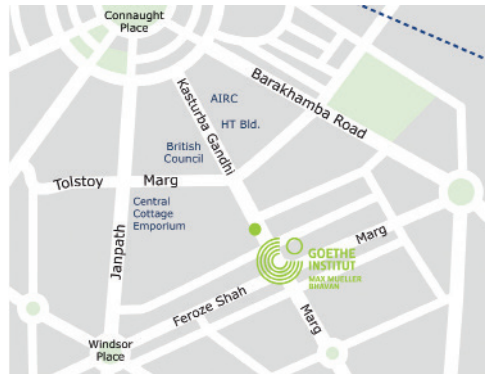 Connaught
Place
Barakhamba Road
Kasturba Gandhi
AIRC
HT Bld.
British
Council
Tolstoy Marg
Central
Cottage
Emporium
Janpath
Marg
GOETHE
INSTITUT
MAX MUELLER
BHAVAN
Feroze Shah
Marg
Windsor
Place